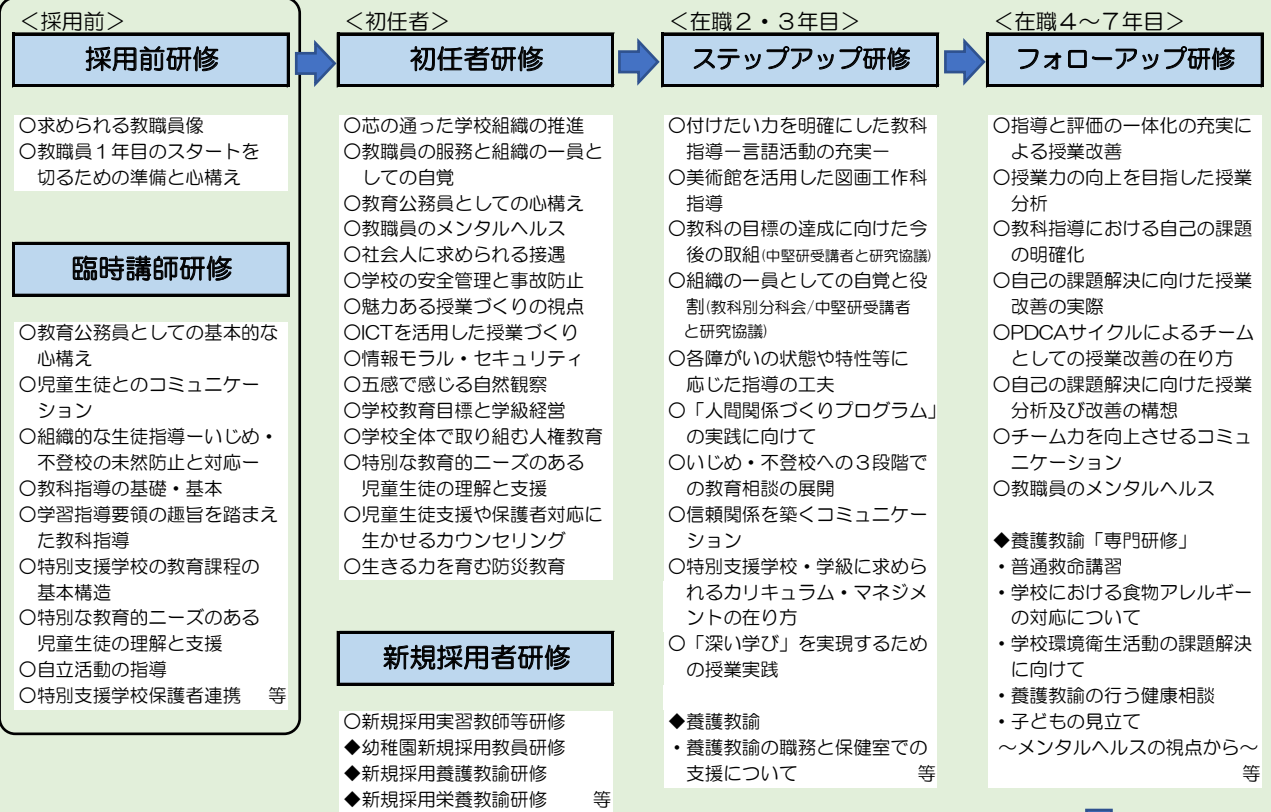 ＜採用前＞
採用前研修
〇求められる教職員像
〇教職員１年目のスタートを
切るための準備と心構え
臨時講師研修
〇教育公務員としての基本的な
心構え
〇児童生徒とのコミュニケー
ション
〇組織的な生徒指導ーいじめ・
不登校の未然防止と対応ー
〇教科指導の基礎・基本
〇学習指導要領の趣旨を踏まえ
た教科指導
〇特別支援学校の教育課程の
基本構造
〇特別な教育的ニーズのある
児童生徒の理解と支援
〇自立活動の指導
〇特別支援学校保護者連携　等
＜初任者＞
初任者研修
〇芯の通った学校組織の推進
〇教職員の服務と組織の一員と
しての自覚
〇教育公務員としての心構え
〇教職員のメンタルヘルス
〇社会人に求められる接遇
〇学校の安全管理と事故防止
〇魅力ある授業づくりの視点
〇ICTを活用した授業づくり
〇情報モラル・セキュリティ
〇五感で感じる自然観察
〇学校教育目標と学級経営
〇学校全体で取り組む人権教育
〇特別な教育的ニーズのある
児童生徒の理解と支援
〇児童生徒支援や保護者対応に
生かせるカウンセリング
〇生きる力を育む防災教育
新規採用者研修
〇新規採用実習教師等研修
◆幼稚園新規採用教員研修
◆新規採用養護教諭研修
◆新規採用栄養教諭研修　等
＜在職２・３年目＞
ステップアップ研修
〇付けたい力を明確にした教科
指導ー言語活動の充実ー
〇美術館を活用した図画工作科
指導
〇教科の目標の達成に向けた今
後の取組(中堅研受講者と研究協議)
〇組織の一員としての自覚と役
割(教科別分科会/中堅研受講者
と研究協議)
〇各障がいの状態や特性等に
応じた指導の工夫
〇「人間関係づくりプログラム」
の実践に向けて
〇いじめ・不登校への３段階で
の教育相談の展開
〇信頼関係を築くコミュニケー
ション
〇特別支援学校・学級に求めら
れるカリキュラム・マネジメ
ントの在り方
〇「深い学び」を実現するため
の授業実践
◆養護教諭
・養護教諭の職務と保健室での
支援について　等
＜在職４～７年目＞
フォローアップ研修
〇指導と評価の一体化の充実に
よる授業改善
〇授業力の向上を目指した授業
分析
〇教科指導における自己の課題
の明確化
〇自己の課題解決に向けた授業
改善の実際
〇PDCAサイクルによるチーム
としての授業改善の在り方
〇自己の課題解決に向けた授業
分析及び改善の構想
〇チーム力を向上させるコミュ
ニケーション
〇教職員のメンタルヘルス
◆養護教諭「専門研修」
・普通救命講習
・学校における食物アレルギー
の対応について
・学校環境衛生活動の課題解決
に向けて
・養護教諭の行う健康相談
・子どもの見立て
～メンタルヘルスの視点から～
等